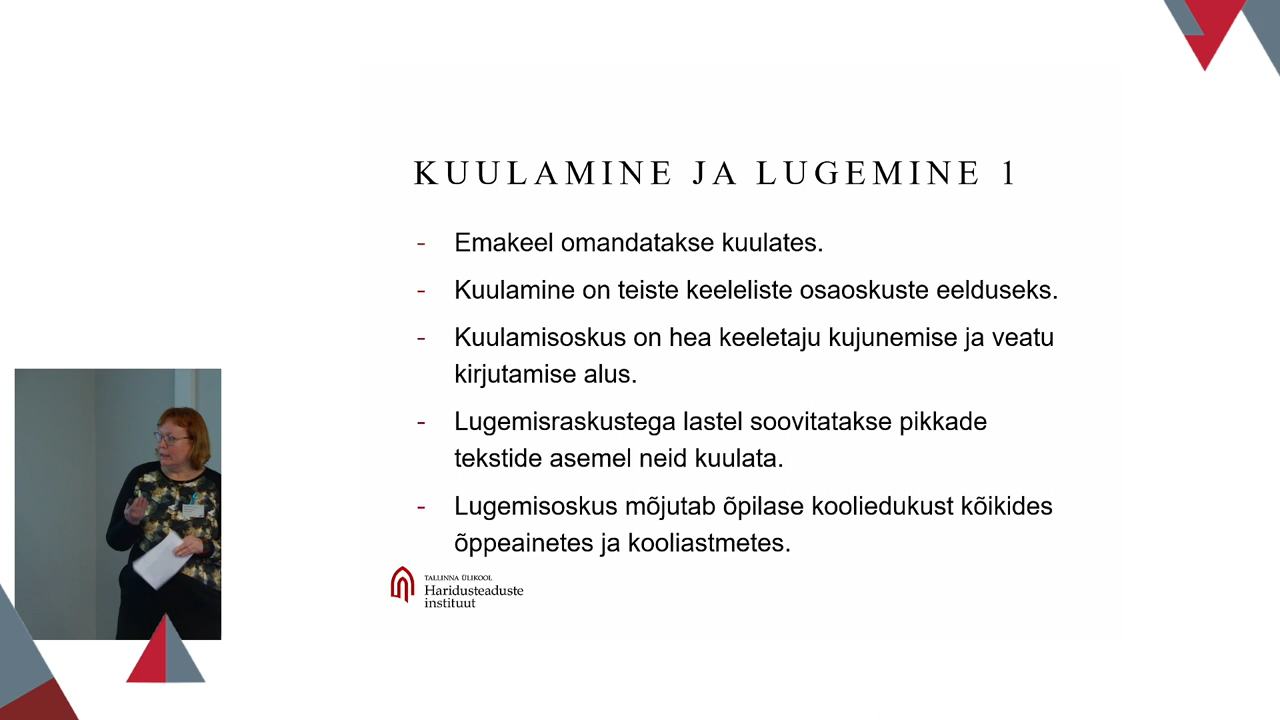 KUULAMINE JA LUGEMINE 1
- Emakeel omandatakse kuulates.
- Kuulamine on teiste keeleliste osaoskuste eelduseks.
- Kuulamisoskus on hea keeletaju kujunemise ja veatu
kirjutamise alus.
- Lugemisraskustega lastel soovitatakse pikkade
tekstide asemel neid kuulata.
- Lugemisoskus mõjutab õpilase kooliedukust kõikides
õppeainetes ja kooliastmetes.
TALLINNA ÜLIKOOL
Haridusteaduste
instituut